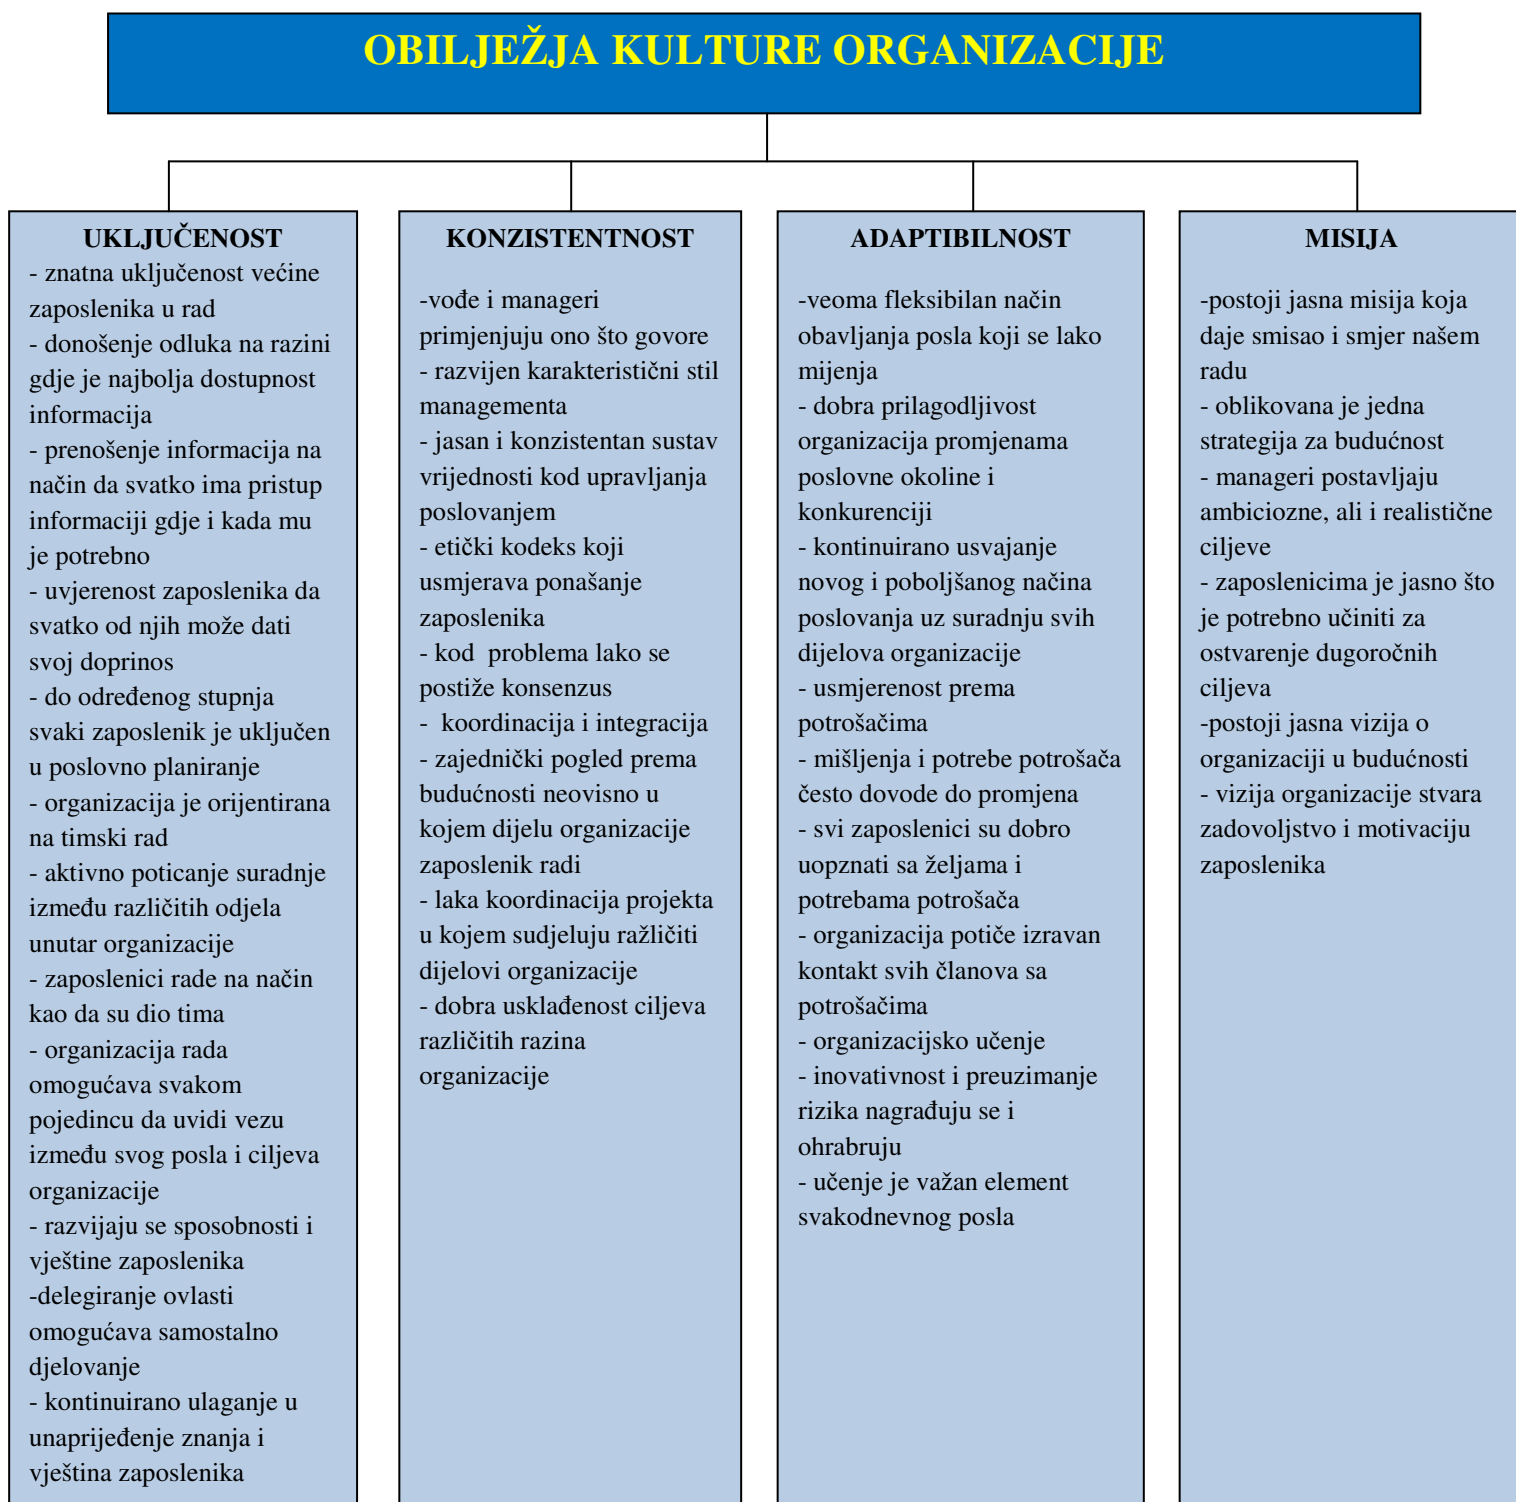 OBILJEŽJA KULTURE ORGANIZACIJE
UKLJUČENOST
- znatna uključenost većine
zaposlenika u rad
- donošenje odluka na razini
gdje je najbolja dostupnost
informacija
- prenošenje informacija na
način da svatko ima pristup
informaciji gdje i kada mu
je potrebno
- uvjerenost zaposlenika da
svatko od njih može dati
svoj doprinos
- do određenog stupnja
svaki zaposlenik je uključen
u poslovno planiranje
- organizacija je orijentirana
na timski rad
- aktivno poticanje suradnje
između različitih odjela
unutar organizacije
- zaposlenici rade na način
kao da su dio tima
- organizacija rada
omogućava svakom
pojedincu da uvidi vezu
između svog posla i ciljeva
organizacije
- razvijaju se sposobnosti i
vještine zaposlenika
-delegiranje ovlasti
omogućava samostalno
djelovanje
- kontinuirano ulaganje u
unaprijeđenje znanja i
vještina zaposlenika
KONZISTENTNOST
-vođe i manageri
primjenjuju ono što govore
- razvijen karakteristični stil
managementa
- jasan i konzistentan sustav
vrijednosti kod upravljanja
poslovanjem
- etički kodeks koji
usmjerava ponašanje
zaposlenika
- kod  problema lako se
postiže konsenzus
-  koordinacija i integracija
- zajednički pogled prema
budućnosti neovisno u
kojem dijelu organizacije
zaposlenik radi
- laka koordinacija projekta
u kojem sudjeluju ražličiti
dijelovi organizacije
- dobra usklađenost ciljeva
različitih razina
organizacije
ADAPTIBILNOST
-veoma fleksibilan način
obavljanja posla koji se lako
mijenja
- dobra prilagodljivost
organizacija promjenama
poslovne okoline i
konkurenciji
- kontinuirano usvajanje
novog i poboljšanog načina
poslovanja uz suradnju svih
dijelova organizacije
- usmjerenost prema
potrošačima
- mišljenja i potrebe potrošača
često dovode do promjena
- svi zaposlenici su dobro
uopznati sa željama i
potrebama potrošača
- organizacija potiče izravan
kontakt svih članova sa
potrošačima
- organizacijsko učenje
- inovativnost i preuzimanje
rizika nagrađuju se i
ohrabruju
- učenje je važan element
svakodnevnog posla
MISIJA
-postoji jasna misija koja
daje smisao i smjer našem
radu
- oblikovana je jedna
strategija za budućnost
- manageri postavljaju
ambiciozne, ali i realistične
ciljeve
- zaposlenicima je jasno što
je potrebno učiniti za
ostvarenje dugoročnih
ciljeva
-postoji jasna vizija o
organizaciji u budućnosti
- vizija organizacije stvara
zadovoljstvo i motivaciju
zaposlenika